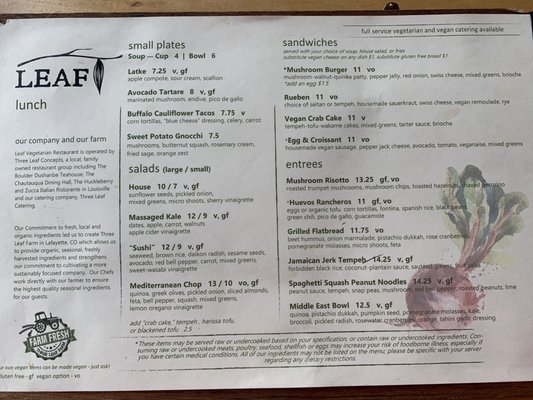 full service vegetarian and vegan catering available
LEAF
lunch
our company and our farm
Leaf Vegetarian Restaurant is operated by
Three Leaf Concepts, a local, family
owned restaurant group including The
Boulder Dushanbe Teahouse, The
Chautauqua Dining Hall, The Huckleberry
and Zucca Italian Ristorante in Louisville
and our catering company, Three Leaf
Catering.
Our Commitment to fresh, local and
organic ingredients led us to create Three
Leaf Farm in Lafayette, CO which allows us
to provide organic, seasonal, freshly
harvested ingredients and strengthens
our commitment to cultivating a more
sustainably focused company. Our Chefs
work directly with our farmer to ensure
the highest quality seasonal ingredients
for our guests.
FARM FRESH
our non vegan items can be made vegan - just ask!
gluten free - gf vegan option - vo
small plates
Soup — Cup 4 | Bowl 6
Latke 7.25 v, gf
apple compote, sour cream, scallion
Avocado Tartare 8 v, gf
marinated mushroom, endive, pico de gallo
Buffalo Cauliflower Tacos 7.75 v
corn tortillas, "blue cheese" dressing, celery, carrot
Sweet Potato Gnocchi 7.5
mushrooms, butternut squash, rosemary cream,
fried sage, orange zest
salads (large / small)
House 10 / 7 v, gf
sunflower seeds, pickled onion,
mixed greens, micro shoots, sherry vinaigrette
Massaged Kale 12 / 9 v, gf
dates, apple, carrot, walnuts
apple cider vinaigrette
"Sushi" 12 / 9 v, gf
seaweed, brown rice, daikon radish, sesame seeds,
avocado, red bell pepper, carrot, mixed greens,
sweet-wasabi vinaigrette
Mediterranean Chop 13 / 10 vo, gf
quinoa, greek olives, pickled onion, sliced almonds,
feta, bell pepper, squash, mixed greens,
lemon oregano vinaigrette
add "crab cake," tempeh, harissa tofu,
or blackened tofu 2.5
sandwiches
served with your choice of soup, house salad, or fries
substitute vegan cheese on any dish $1, substitute gluten free bread $1
*Mushroom Burger 11 vo
mushroom-walnut-quinoa patty, pepper jelly, red onion, swiss cheese, mixed greens, brioche
*add an egg $1.5
Rueben 11 vo
choice of seitan or tempeh, housemade sauerkraut, swiss cheese, vegan remoulade, rye
Vegan Crab Cake 11 v
tempeh-tofu-wakame cakes, mixed greens, tarter sauce, brioche
*Egg & Croissant 11 vo
housemade vegan sausage, pepper jack cheese, avocado, tomato, veganaise, mixed greens
entrees
Mushroom Risotto 13.25 gf, vo
roasted trumpet mushrooms, mushroom chips, toasted hazelnuts, shaved pecorino
*Huevos Rancheros 11 gf, vo
eggs or organic tofu, corn tortillas, fontina, spanish rice, black beans,
green chili, pico de gallo, guacamole
Grilled Flatbread 11.75 vo
beet hummus, onion marmalade, pistachio dukkah, rose cranberries,
pomegranate molasses, micro shoots, feta
Jamaican Jerk Tempeh 14.25 v, gf
forbidden black rice, coconut-plantain sauce, sauteed greens,
Spaghetti Squash Peanut Noodles 14.25 v, gf
peanut sauce, tempeh, snap peas, mushroom, red bell pepper, roasted peanuts, lime
Middle East Bowl 12.5 v, gf
quinoa, pistachio dukkah, pumpkin seed, pomegranate molasses, kale,
broccoli, pickled radish, rosewater cranberries, orange, tahini garlic dressing
*These items may be served raw or undercooked based on your specification, or contain raw or undercooked ingredients. Con-
suming raw or undercooked meats, poultry, seafood, shellfish or eggs may increase your risk of foodborne illness, especially if
you have certain medical conditions. All of our ingredients may not be listed on the menu; please be specific with your server
regarding any dietary restrictions.